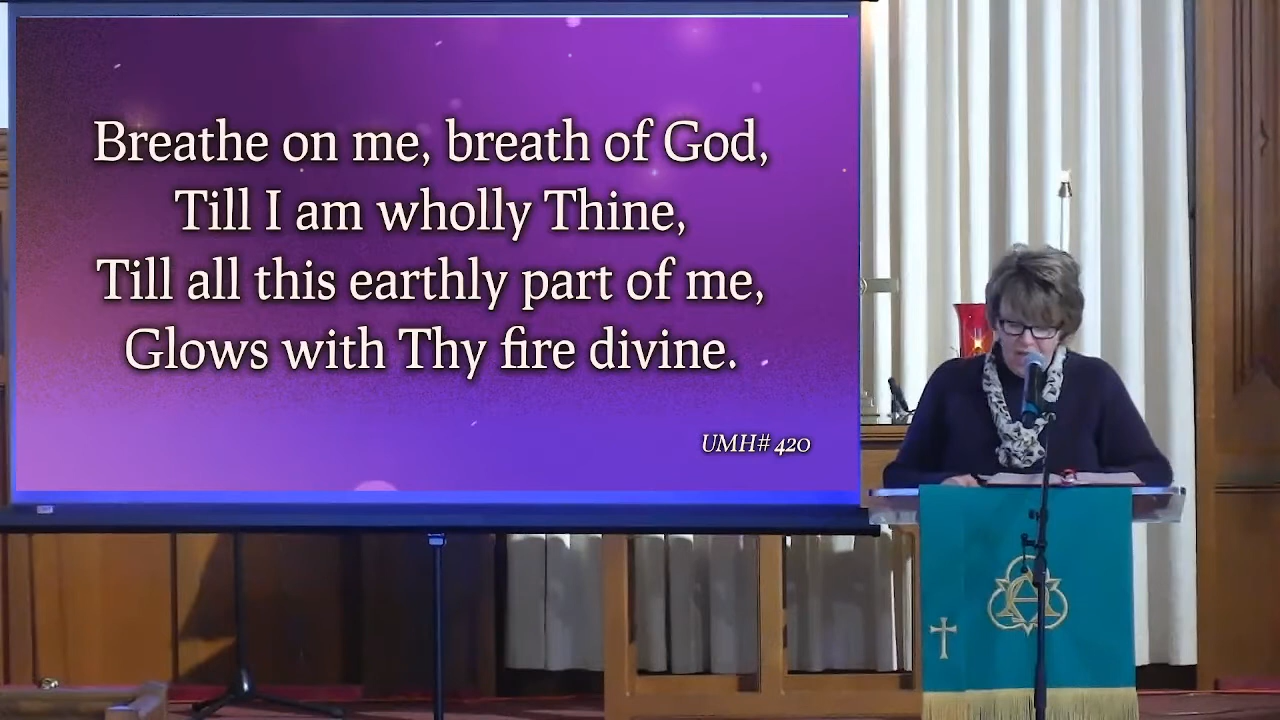 Breathe on me, breath of God,
Till I am wholly Thine,
Till all this earthly part of me,
Glows with Thy fire divine.
UMH# 420